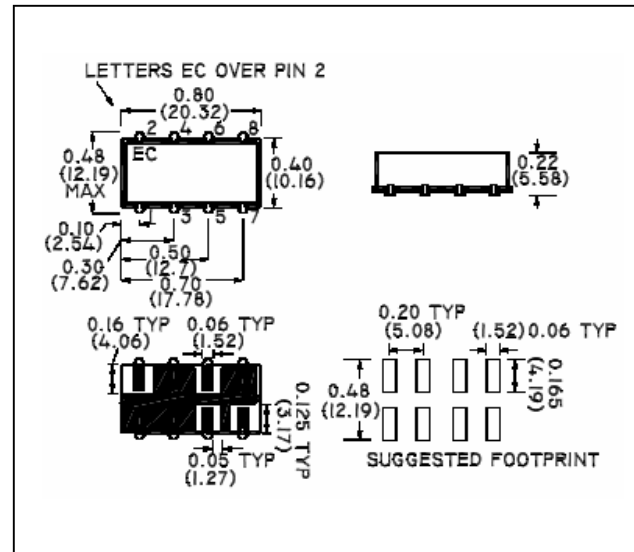 LETTERS EC OVER PIN 2
0.80
(20.32)
2 4 6 8
EC
0.48
(12.19)
MAX
0.40
(10.16)
0.22
(5.58)
3 5 7
0.10
(2.54)
0.50
(12.7)
0.30
(7.62)
0.70
(17.78)
0.16 TYP
(4.06)
0.06 TYP
(1.52)
0.125 TYP
(3.17)
0.05 TYP
(1.27)
0.20 TYP
(5.08)
(1.52) 0.06 TYP
0.48
(12.19)
0.165
(4.19)
SUGGESTED FOOTPRINT